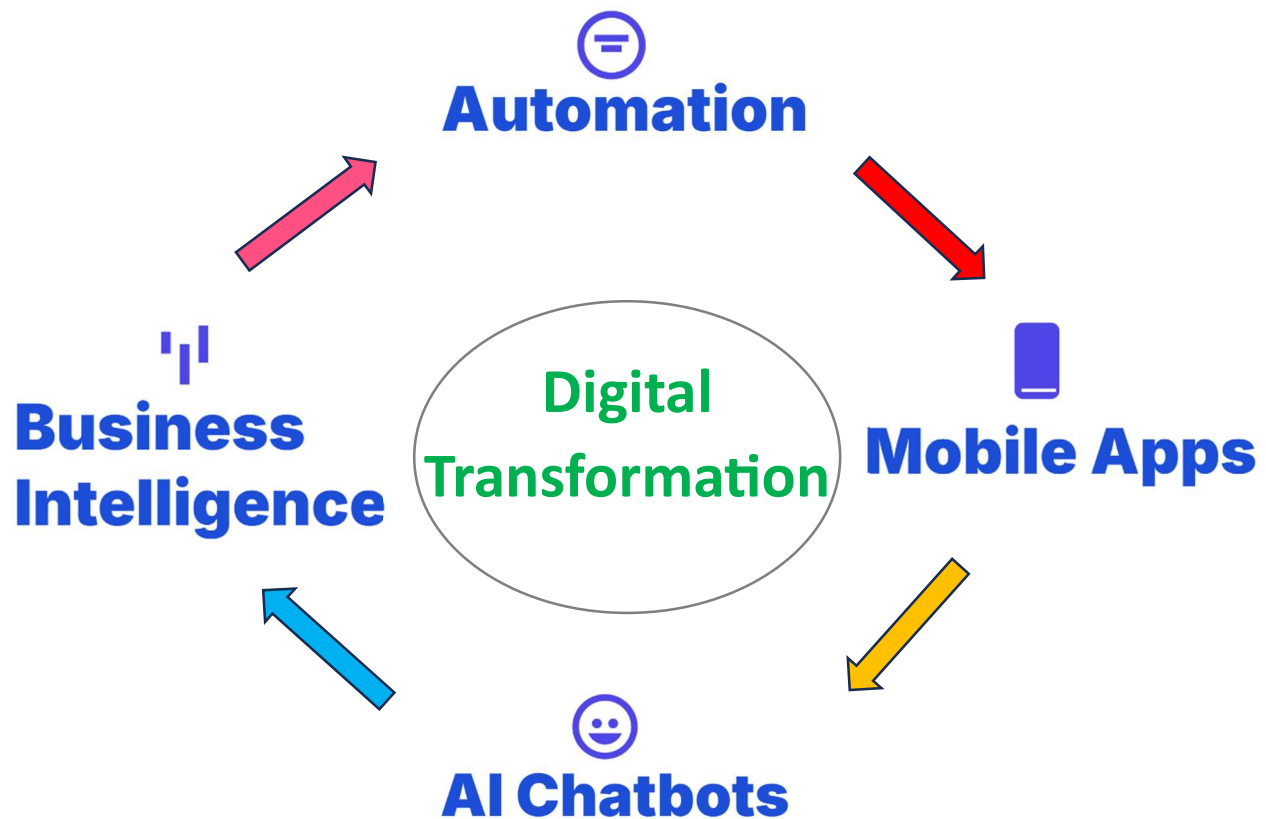 Automation
Digital
Transformation
Business
Intelligence
Mobile Apps
AI Chatbots